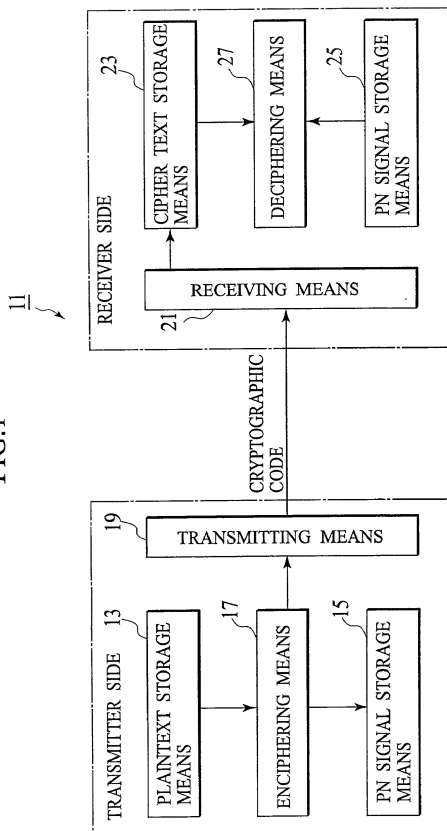 FIG.1
11
TRANSMITTER SIDE
13
PLAINTEXT STORAGE
MEANS
17
ENCIPHERING MEANS
15
PN SIGNAL STORAGE
MEANS
19
TRANSMITTING MEANS
CRYPTOGRAPHIC
CODE
RECEIVER SIDE
21
RECEIVING MEANS
23
CIPHER TEXT STORAGE
MEANS
27
DECIPHERING MEANS
25
PN SIGNAL STORAGE
MEANS